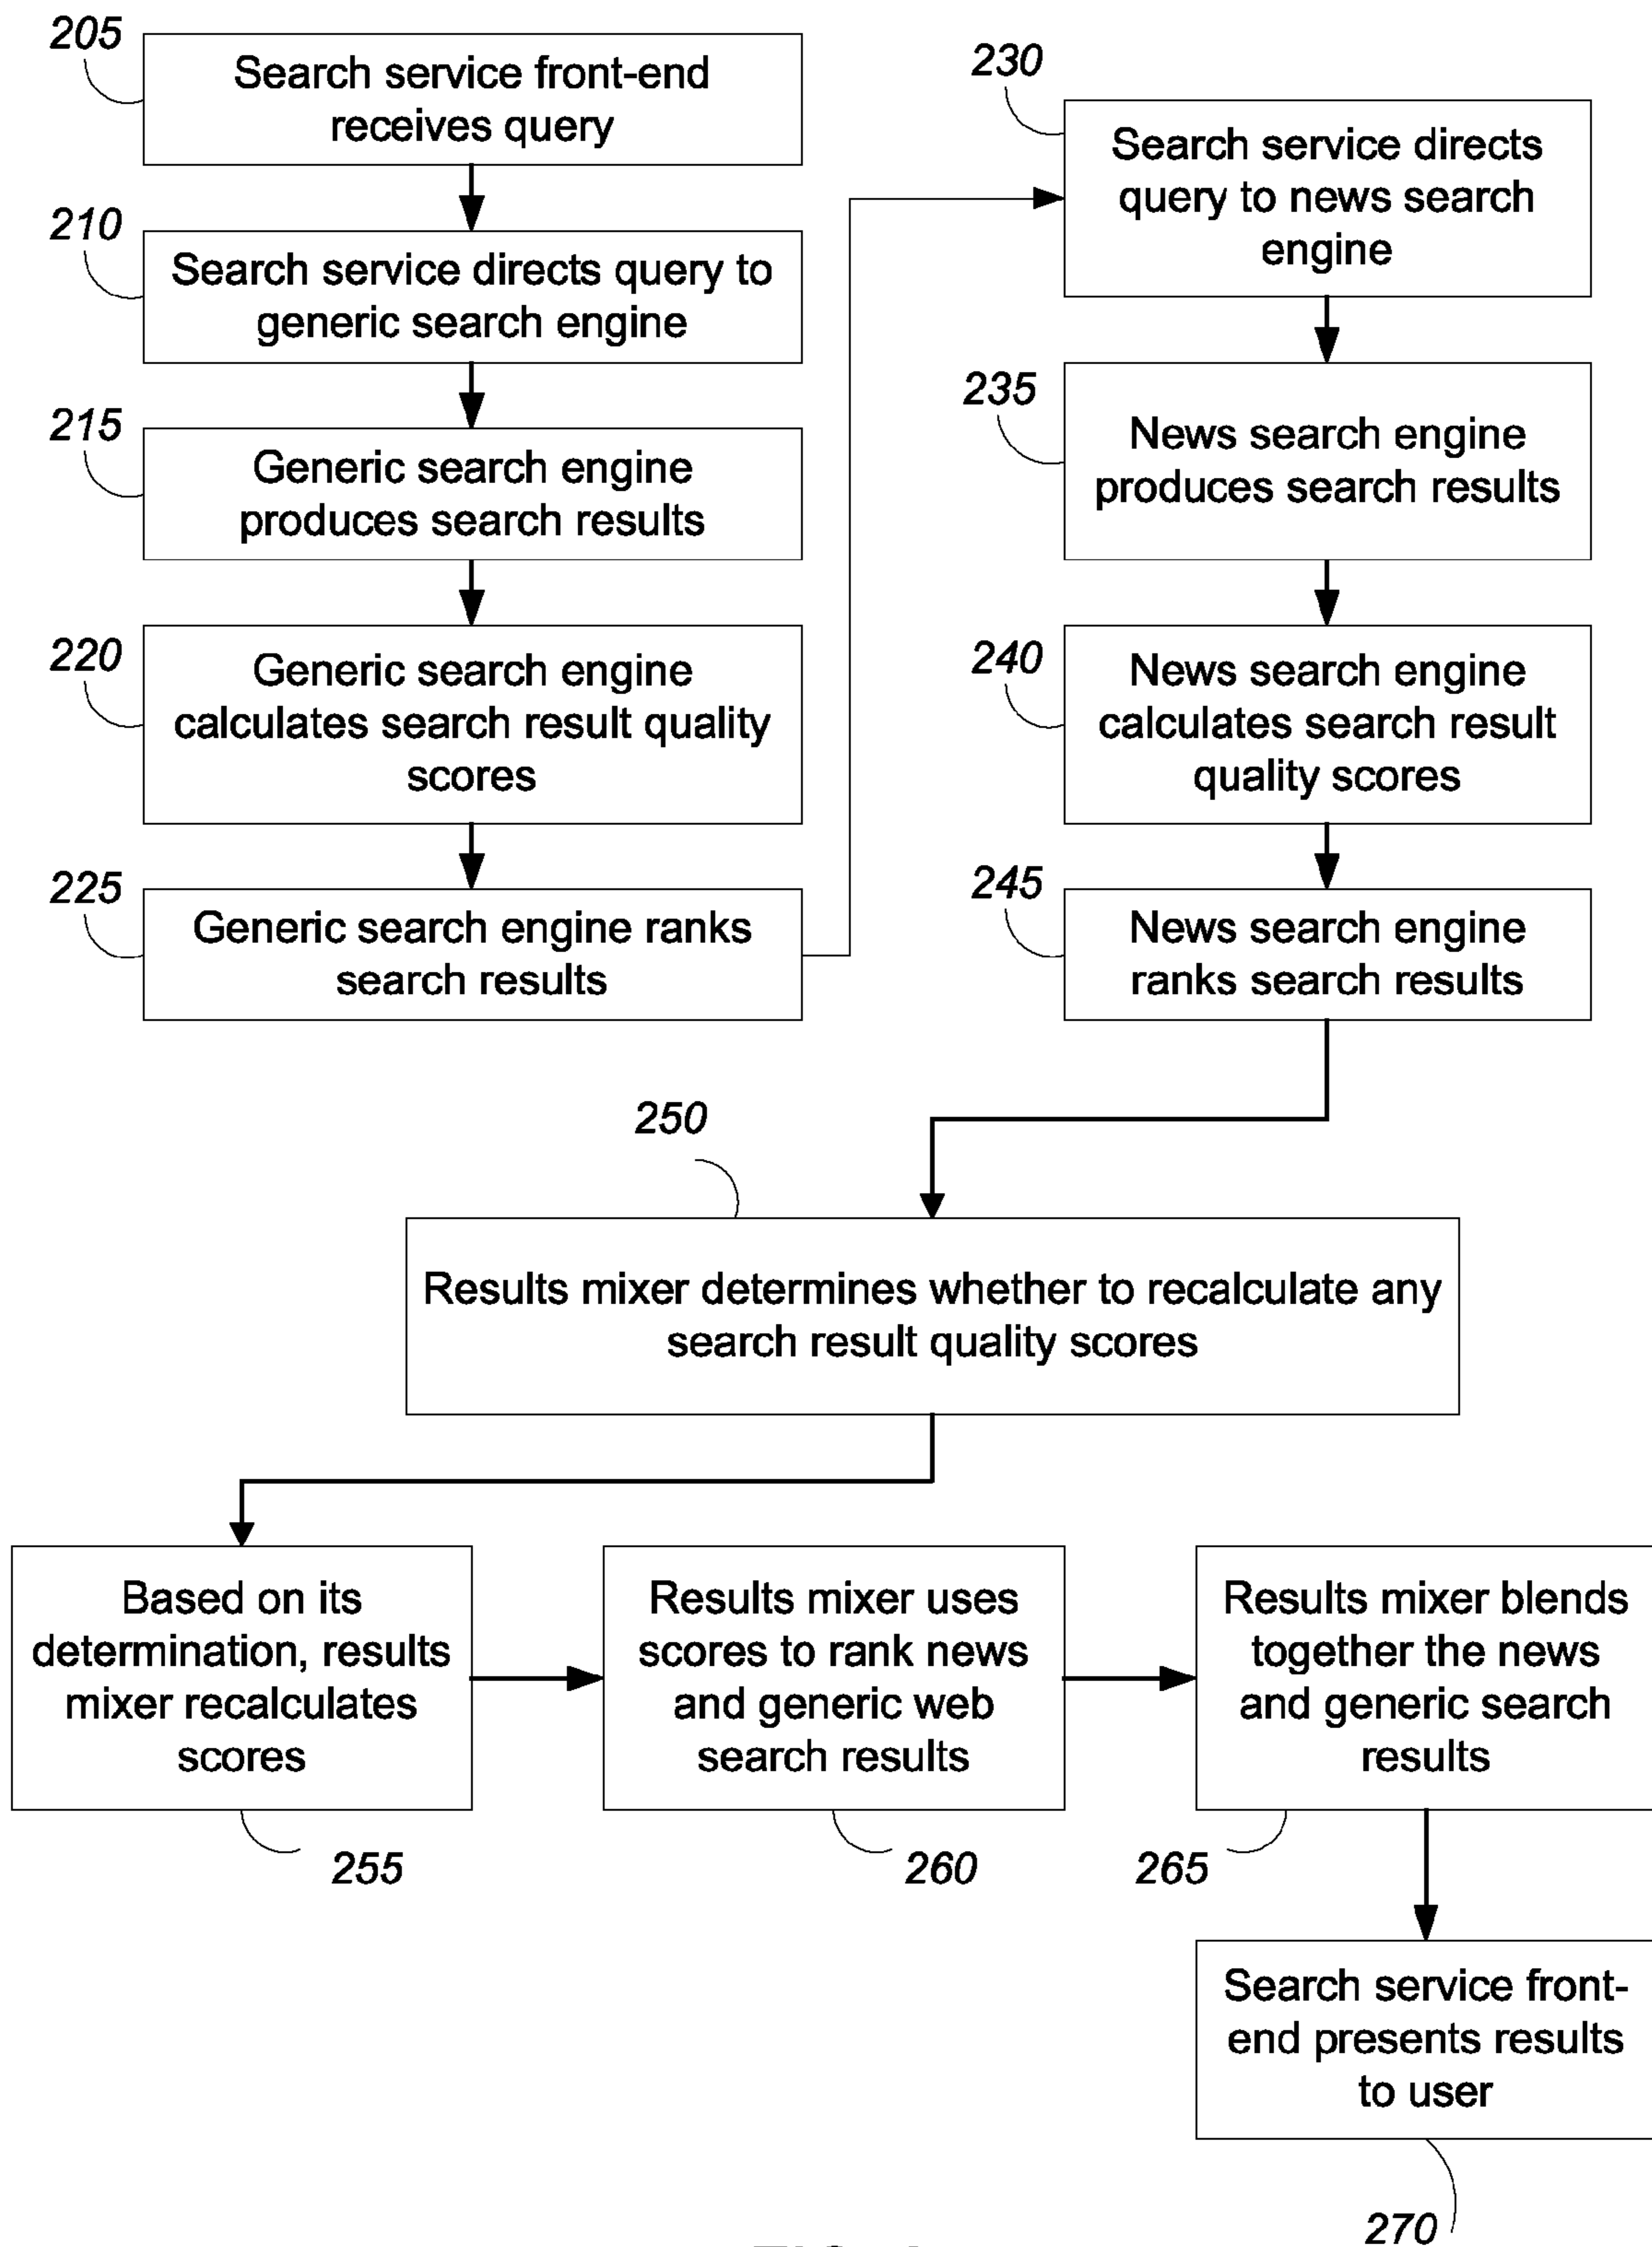 205
Search service front-end
receives query
210
Search service directs query to
generic search engine
215
Generic search engine
produces search results
220
Generic search engine
calculates search result quality
scores
225
Generic search engine ranks
search results
230
Search service directs
query to news search
engine
235
News search engine
produces search results
240
News search engine
calculates search result
quality scores
245
News search engine
ranks search results
250
Results mixer determines whether to recalculate any
search result quality scores
Based on its
determination, results
mixer recalculates
scores
255
Results mixer uses
scores to rank news
and generic web
search results
260
Results mixer blends
together the news
and generic search
results
265
Search service front-
end presents results
to user
270